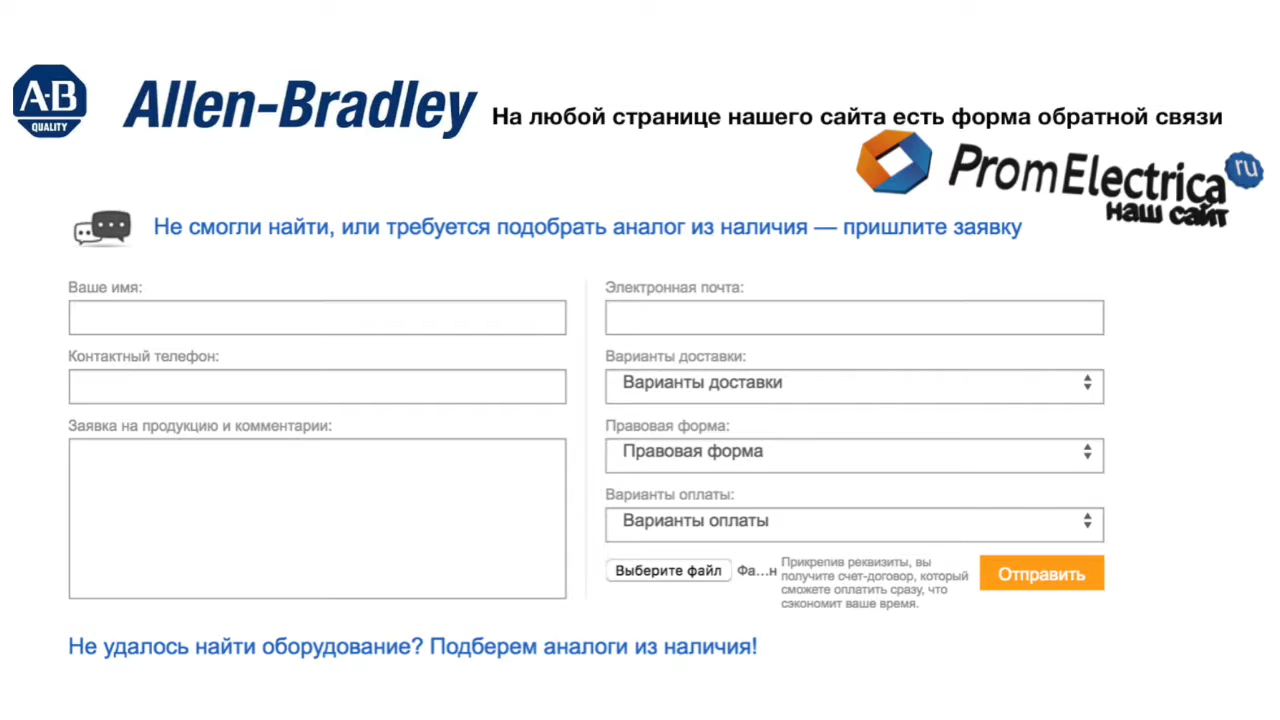 A-B
QUALITY
Allen-Bradley
На любой странице нашего сайта есть форма обратной связи
PromElectrica ru
наш сайт
Не смогли найти, или требуется подобрать аналог из наличия — пришлите заявку
Ваше имя:
Электронная почта:
Контактный телефон:
Варианты доставки:
Варианты доставки
Заявка на продукцию и комментарии:
Правовая форма:
Правовая форма
Варианты оплаты:
Варианты оплаты
Выберите файл Фа...н
Прикрепив реквизиты, вы
получите счет-договор, который
сможете оплатить сразу, что
сэкономит ваше время.
Отправить
Не удалось найти оборудование? Подберем аналоги из наличия!